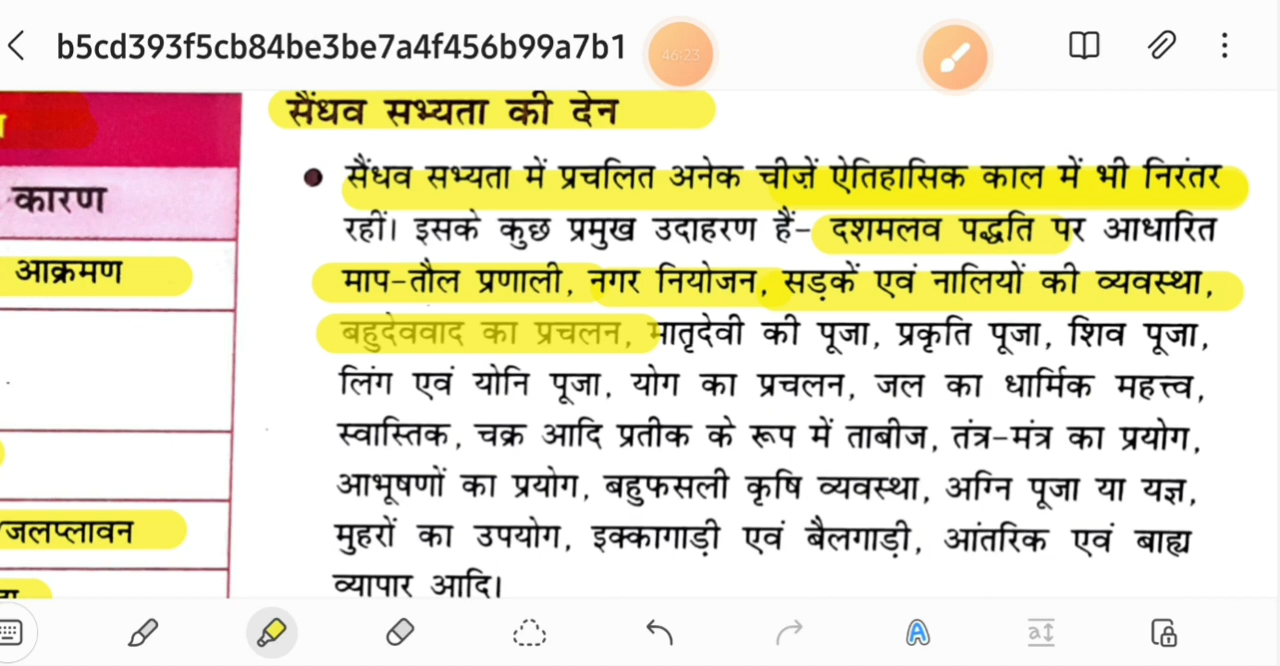 b5cd393f5cb84be3be7a4f456b99a7b1
46:23
कारण
आक्रमण
जलप्लावन
सैंधव सभ्यता की देन
• सैंधव सभ्यता में प्रचलित अनेक चीज़ें ऐतिहासिक काल में भी निरंतर
रहीं। इसके कुछ प्रमुख उदाहरण हैं- दशमलव पद्धति पर आधारित
माप-तौल प्रणाली, नगर नियोजन, सड़कें एवं नालियों की व्यवस्था,
बहुदेववाद का प्रचलन, मातृदेवी की पूजा, प्रकृति पूजा, शिव पूजा,
लिंग एवं योनि पूजा, योग का प्रचलन, जल का धार्मिक महत्त्व,
स्वास्तिक, चक्र आदि प्रतीक के रूप में ताबीज, तंत्र-मंत्र का प्रयोग,
आभूषणों का प्रयोग, बहुफसली कृषि व्यवस्था, अग्नि पूजा या यज्ञ,
मुहरों का उपयोग, इक्कागाड़ी एवं बैलगाड़ी, आंतरिक एवं बाह्य
व्यापार आदि।